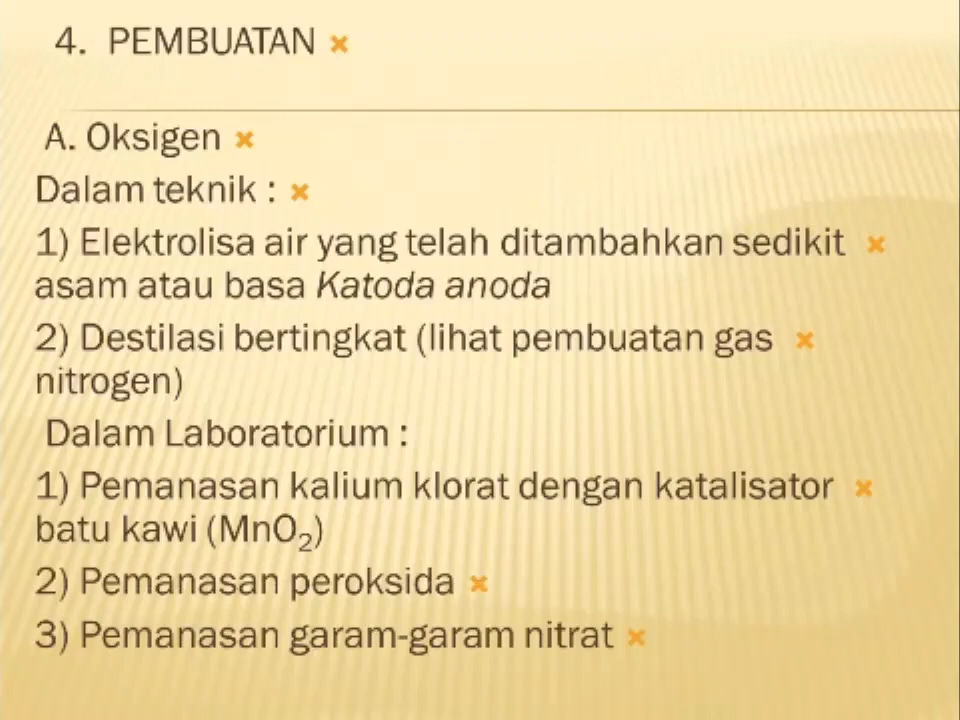 4. PEMBUATAN
A. Oksigen
Dalam teknik :
1) Elektrolisa air yang telah ditambahkan sedikit
asam atau basa Katoda anoda
2) Destilasi bertingkat (lihat pembuatan gas
nitrogen)
Dalam Laboratorium :
1) Pemanasan kalium klorat dengan katalisator
batu kawi (MnO₂)
2) Pemanasan peroksida
3) Pemanasan garam-garam nitrat